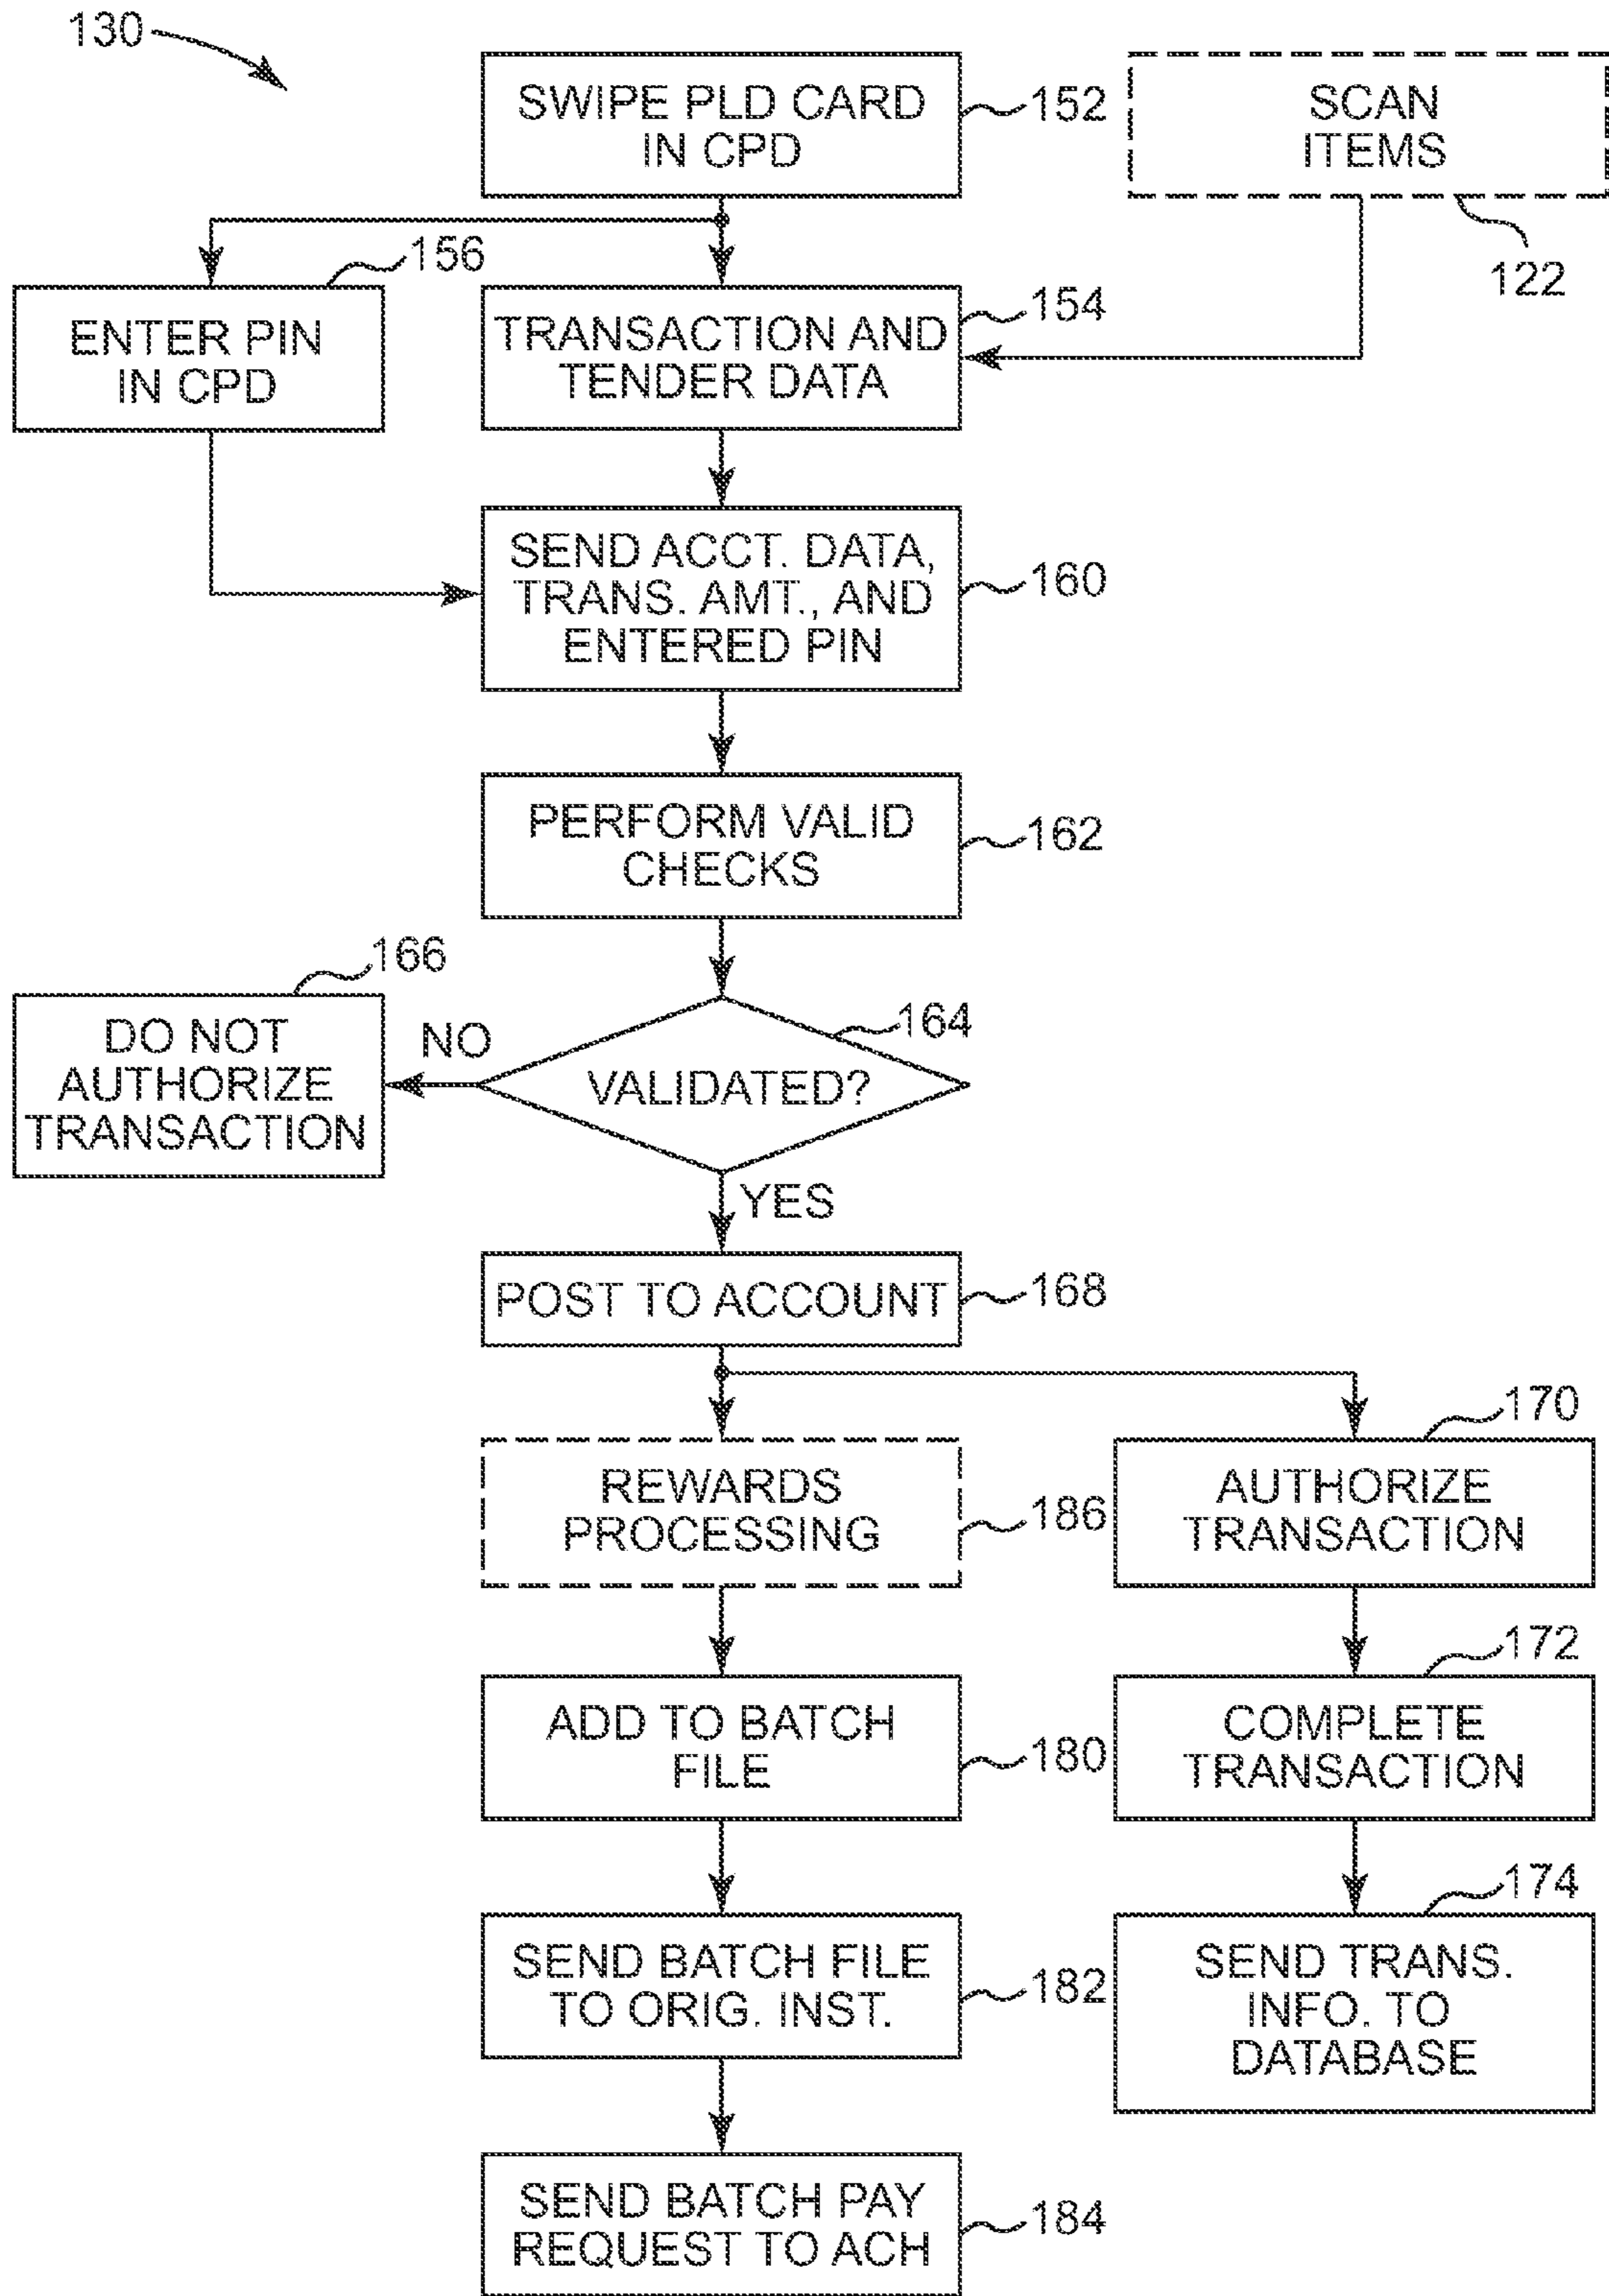 130
SWIPE PLD CARD
IN CPD
152
SCAN
ITEMS
122
156
ENTER PIN
IN CPD
TRANSACTION AND
TENDER DATA
154
SEND ACCT. DATA,
TRANS. AMT., AND
ENTERED PIN
160
PERFORM VALID
CHECKS
162
166
DO NOT
AUTHORIZE
TRANSACTION
NO
VALIDATED?
164
YES
POST TO ACCOUNT
168
REWARDS
PROCESSING
186
170
AUTHORIZE
TRANSACTION
ADD TO BATCH
FILE
180
172
COMPLETE
TRANSACTION
SEND BATCH FILE
TO ORIG. INST.
182
174
SEND TRANS.
INFO. TO
DATABASE
SEND BATCH PAY
REQUEST TO ACH
184